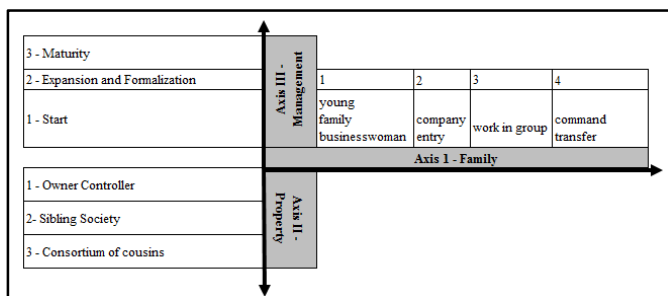 3 - Maturity
2 - Expansion and Formalization
1 - Start
Axis III -
Management
1 2 3 4
young
family
businesswoman
company
entry
work in group
command
transfer
Axis 1 - Family
1 - Owner Controller
2- Sibling Society
3 - Consortium of cousins
Axis II -
Property